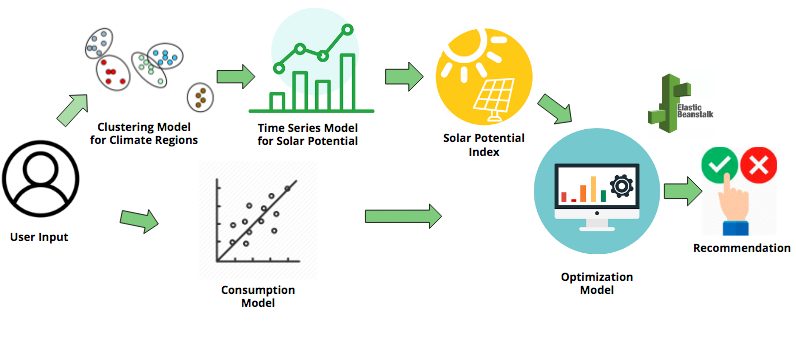 User Input
Clustering Model
for Climate Regions
Time Series Model
for Solar Potential
Solar Potential
Index
Consumption
Model
Optimization
Model
Elastic
Beanstalk
Recommendation